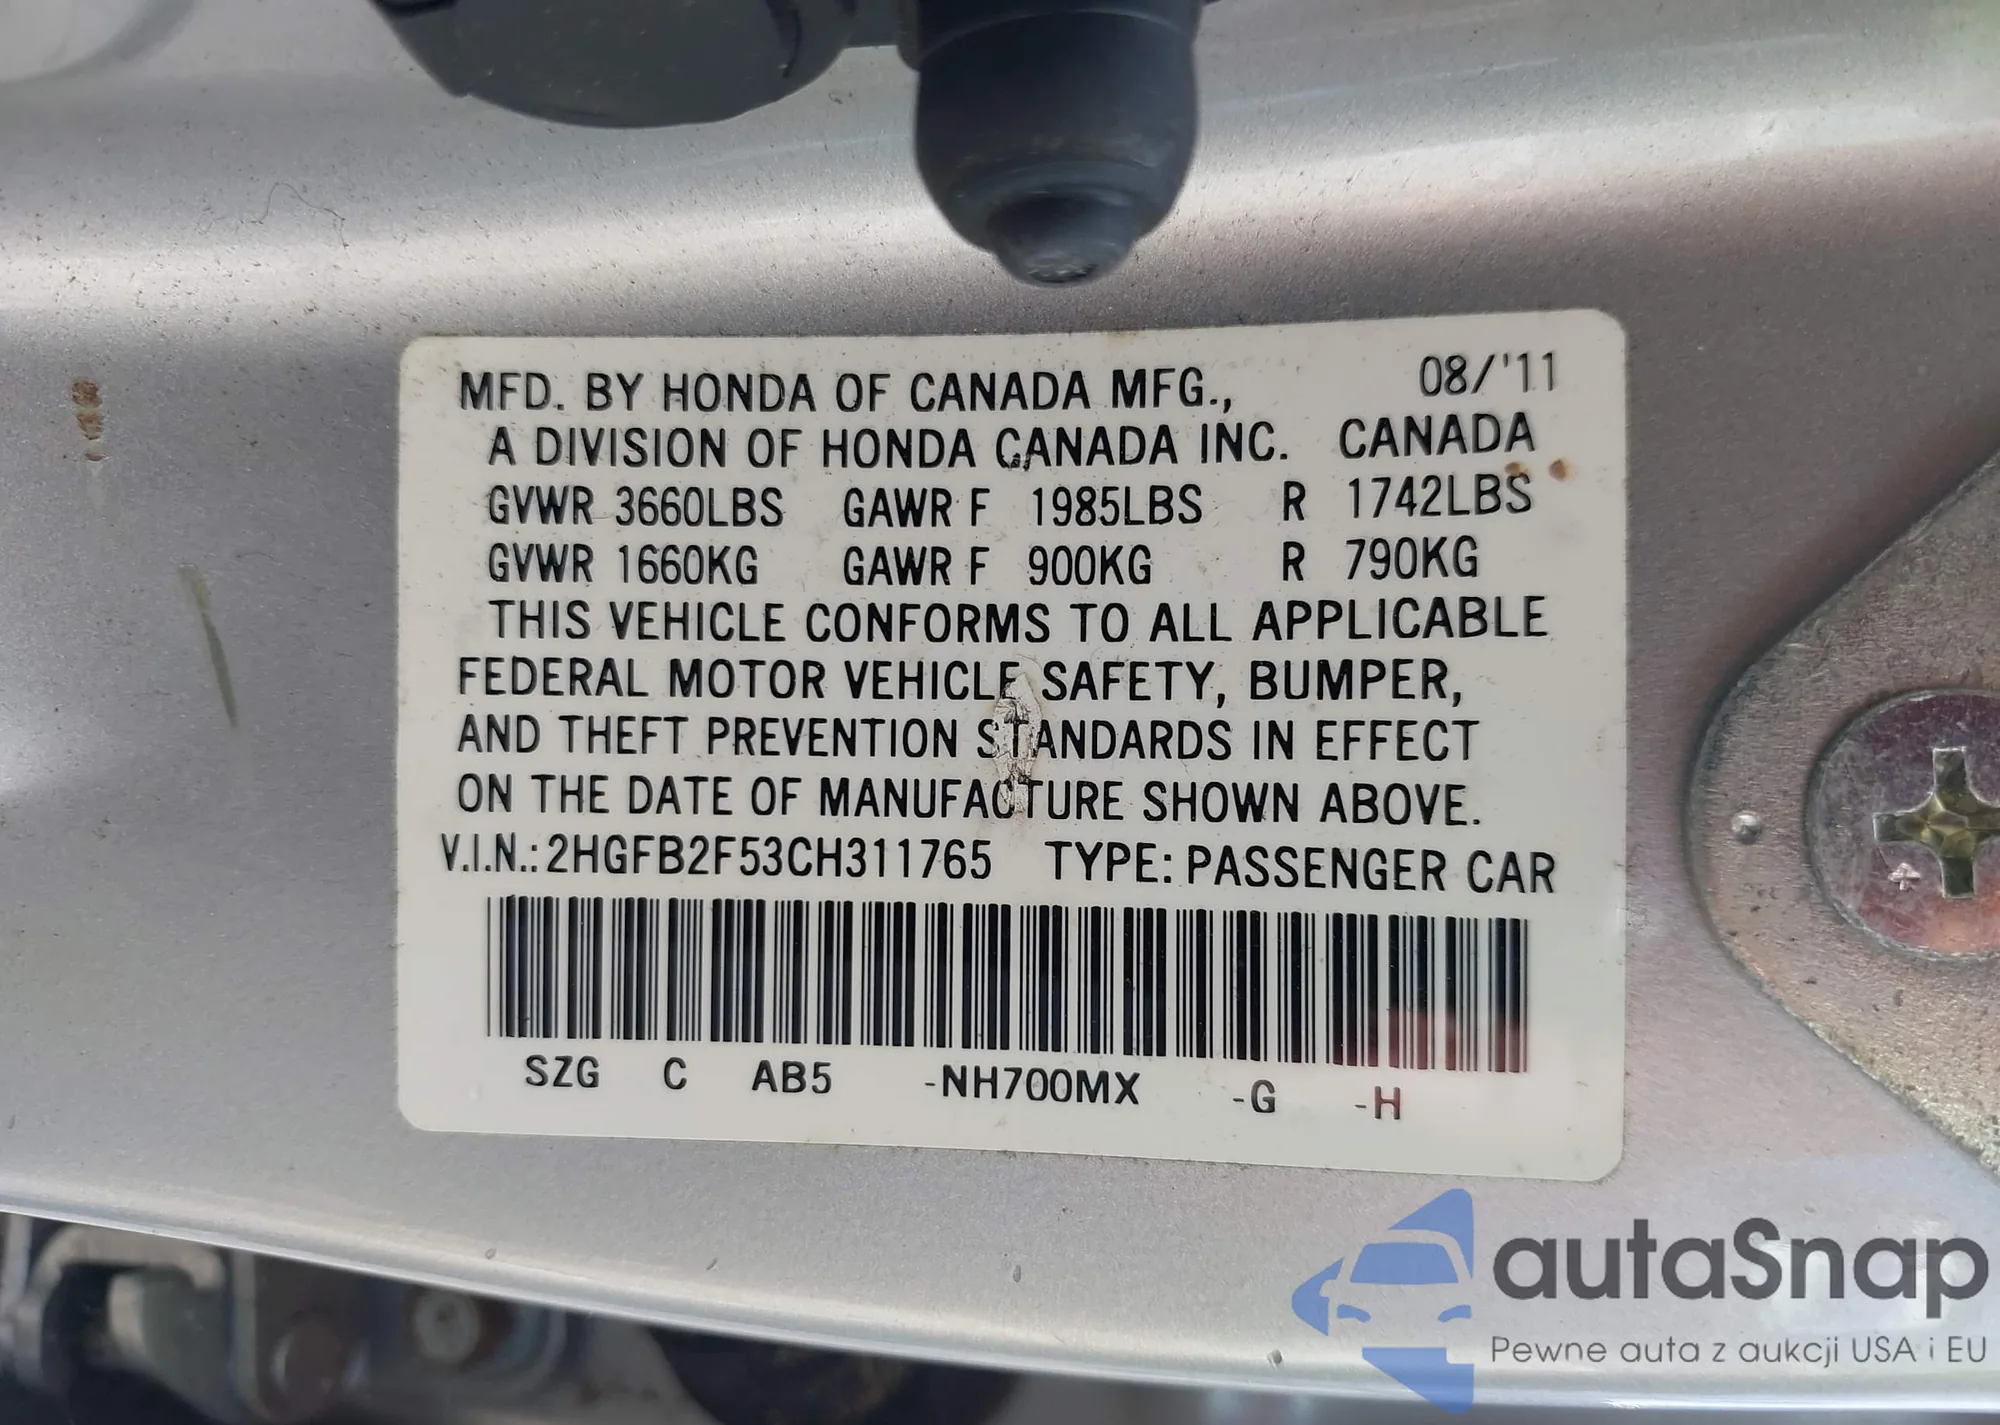 MFD. BY HONDA OF CANADA MFG., 08/'11
A DIVISION OF HONDA CANADA INC. CANADA
GVWR 3660LBS GAWR F 1985LBS R 1742LBS
GVWR 1660KG GAWR F 900KG R 790KG
THIS VEHICLE CONFORMS TO ALL APPLICABLE
FEDERAL MOTOR VEHICLE SAFETY, BUMPER,
AND THEFT PREVENTION STANDARDS IN EFFECT
ON THE DATE OF MANUFACTURE SHOWN ABOVE.
V.I.N.: 2HGFB2F53CH311765 TYPE: PASSENGER CAR
SZG C AB5 -NH700MX -G -H
autaSnap
Pewne auta z aukcji USA i EU